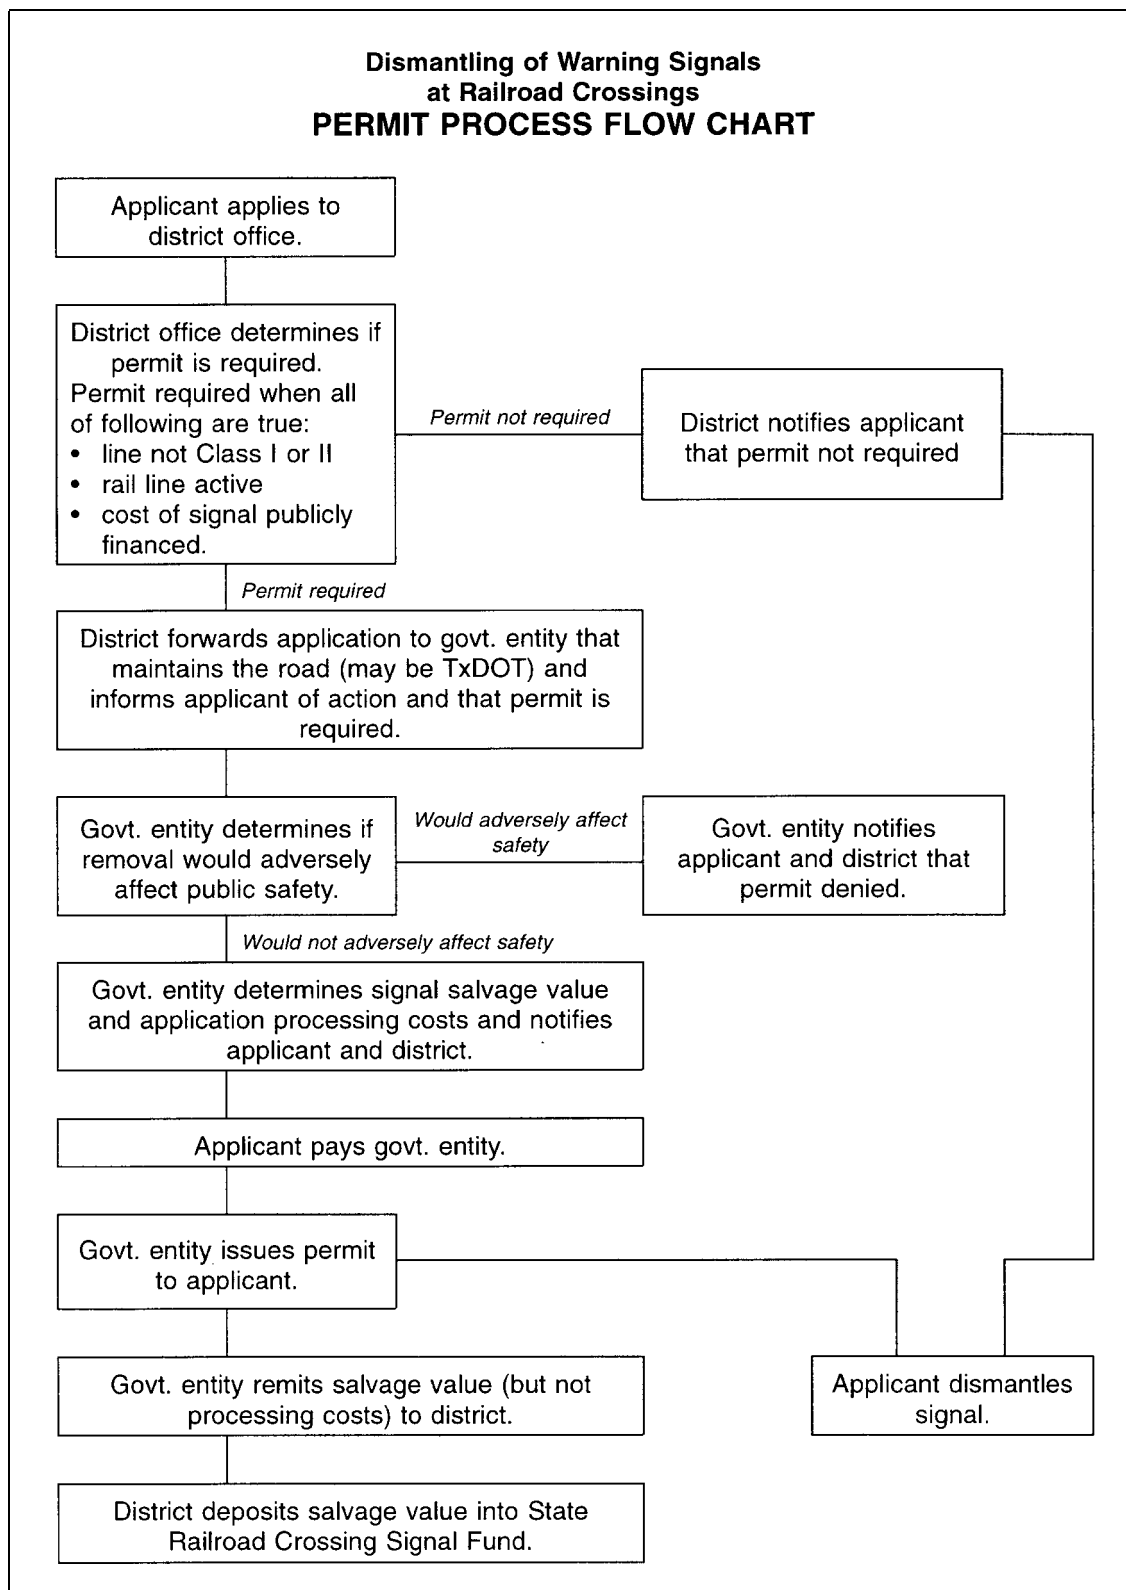 Dismantling of Warning Signals
at Railroad Crossings
PERMIT PROCESS FLOW CHART
Applicant applies to
district office.
District office determines if
permit is required.
Permit required when all
of following are true:
• line not Class I or II
• rail line active
• cost of signal publicly
financed.
Permit not required
District notifies applicant
that permit not required
Permit required
District forwards application to govt. entity that
maintains the road (may be TxDOT) and
informs applicant of action and that permit is
required.
Govt. entity determines if
removal would adversely
affect public safety.
Would adversely affect
safety
Govt. entity notifies
applicant and district that
permit denied.
Would not adversely affect safety
Govt. entity determines signal salvage value
and application processing costs and notifies
applicant and district.
Applicant pays govt. entity.
Govt. entity issues permit
to applicant.
Govt. entity remits salvage value (but not
processing costs) to district.
Applicant dismantles
signal.
District deposits salvage value into State
Railroad Crossing Signal Fund.